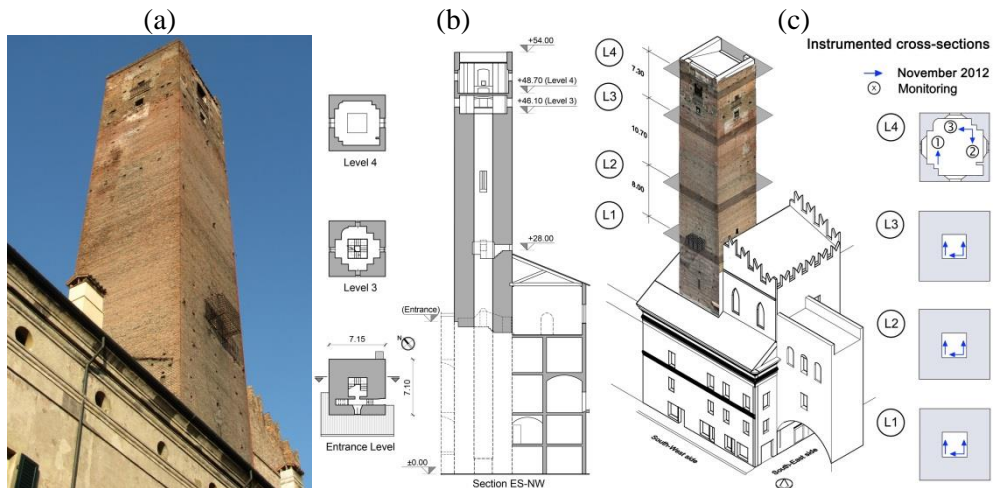 (a)
(b)
(c)
Level 4
Level 3
7.15
N
7.10
Entrance Level
+54.00
+48.70 (Level 4)
+46.10 (Level 3)
+28.00
(Entrance)
±0.00
Section ES-NW
L4
7.30
L3
10.70
L2
8.00
L1
South-West side
South-East side
Instrumented cross-sections
November 2012
X Monitoring
L4
3
1
2
L3
L2
L1